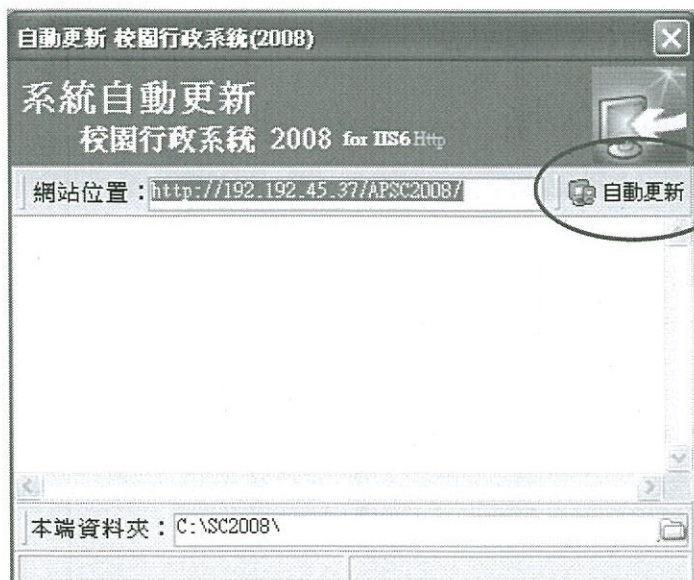 自動更新 校園行政系統(2008)
系統自動更新
校園行政系統 2008 for IIS6 Http
網站位置：http://192.192.45.37/APSC2008/ 自動更新
本端資料夾：C:\SC2008\